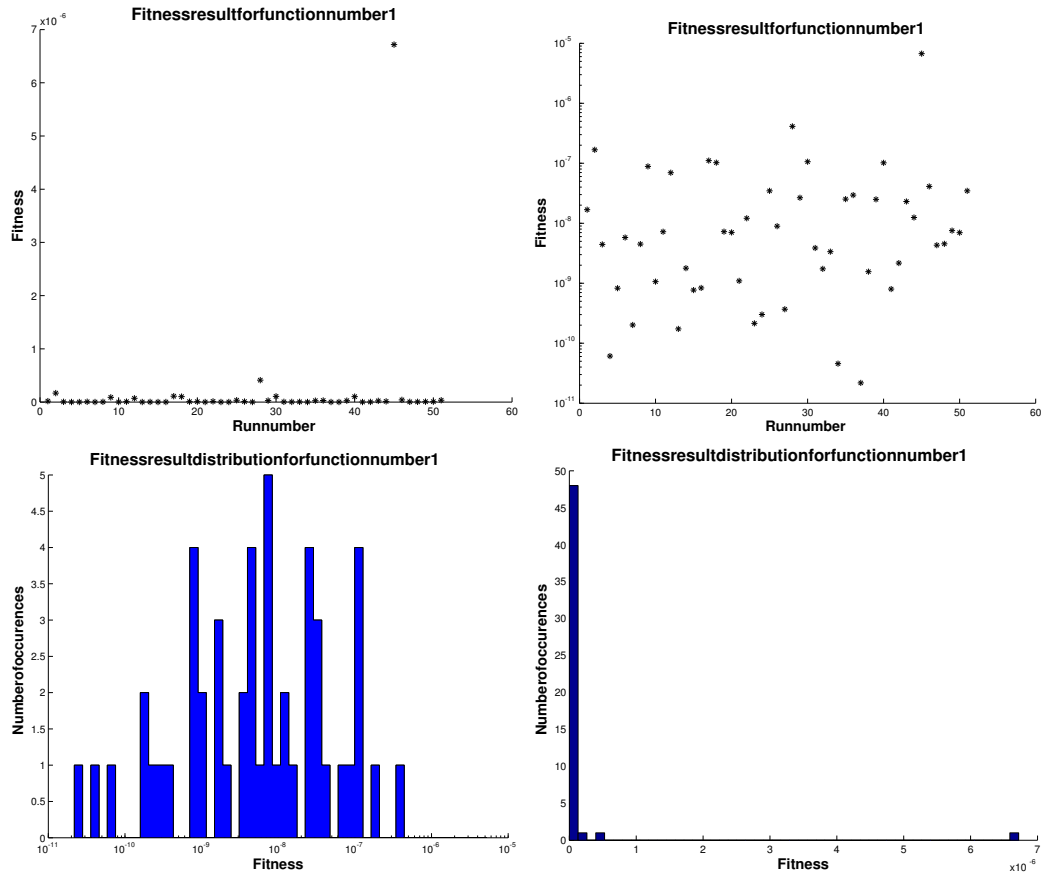 Fitnessresultforfunctionnumber1
x10 -6
7
6
5
4
3
2
1
0
0 10 20 30 40 50 60
Fitness
Runnumber
Fitnessresultforfunctionnumber1
10 -5
10 -6
10 -7
10 -8
10 -9
10 -10
10 -11
0 10 20 30 40 50 60
Fitness
Runnumber
Fitnessresultdistributionforfunctionnumber1
5
4.5
4
3.5
3
2.5
2
1.5
1
0.5
0
10 -11 10 -10 10 -9 10 -8 10 -7 10 -6 10 -5
Numberofoccurences
Fitness
Fitnessresultdistributionforfunctionnumber1
50
45
40
35
30
25
20
15
10
5
0
0 1 2 3 4 5 6 7
x10 -6
Numberofoccurences
Fitness